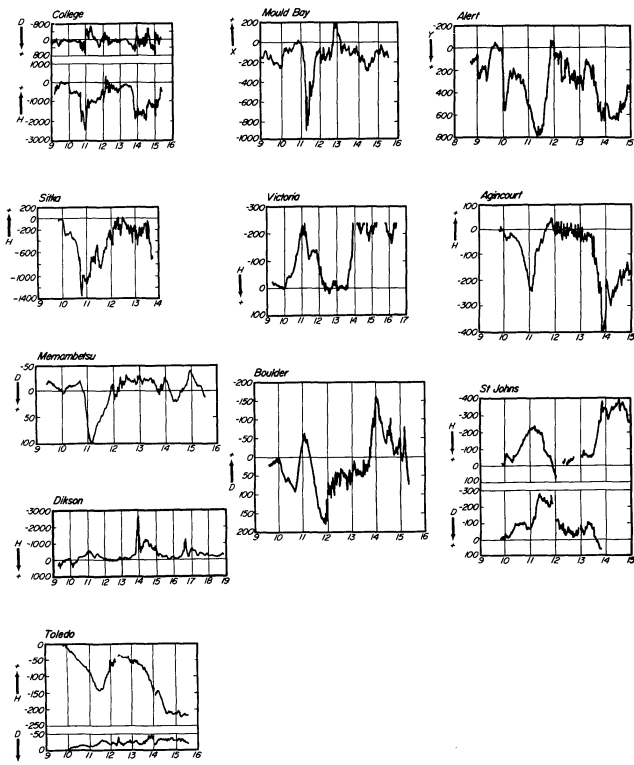 College
D
+
-800
0
800
1000
0
-1000
-2000
-3000
+
H
9 10 11 12 13 14 15 16
Mould Bay
+
X
200
0
-200
-400
-600
-800
-1000
9 10 11 12 13 14 15 16
Alert
Y
+
-200
0
200
400
600
800
8 9 10 11 12 13 14 15
Sitka
+
H
200
0
-200
-600
-1000
-1400
9 10 11 12 13 14
Victoria
H
+
-300
-200
-100
0
100
9 10 11 12 13 14 15 16 17
Agincourt
+
H
100
0
-100
-200
-300
-400
9 10 11 12 13 14 15
Memambetsu
D
+
-50
0
50
100
9 10 11 12 13 14 15 16
Boulder
+
D
-200
-150
-100
-50
0
50
100
150
200
9 10 11 12 13 14 15 16
St Johns
H
+
-400
-300
-200
-100
0
100
D
+
-300
-200
-100
0
100
9 10 11 12 13 14 15
Dikson
H
+
-3000
-2000
-1000
0
1000
9 10 11 12 13 14 15 16 17 18 19
Toledo
+
H
0
-50
-100
-150
-200
-250
D
-50
0
9 10 11 12 13 14 15 16